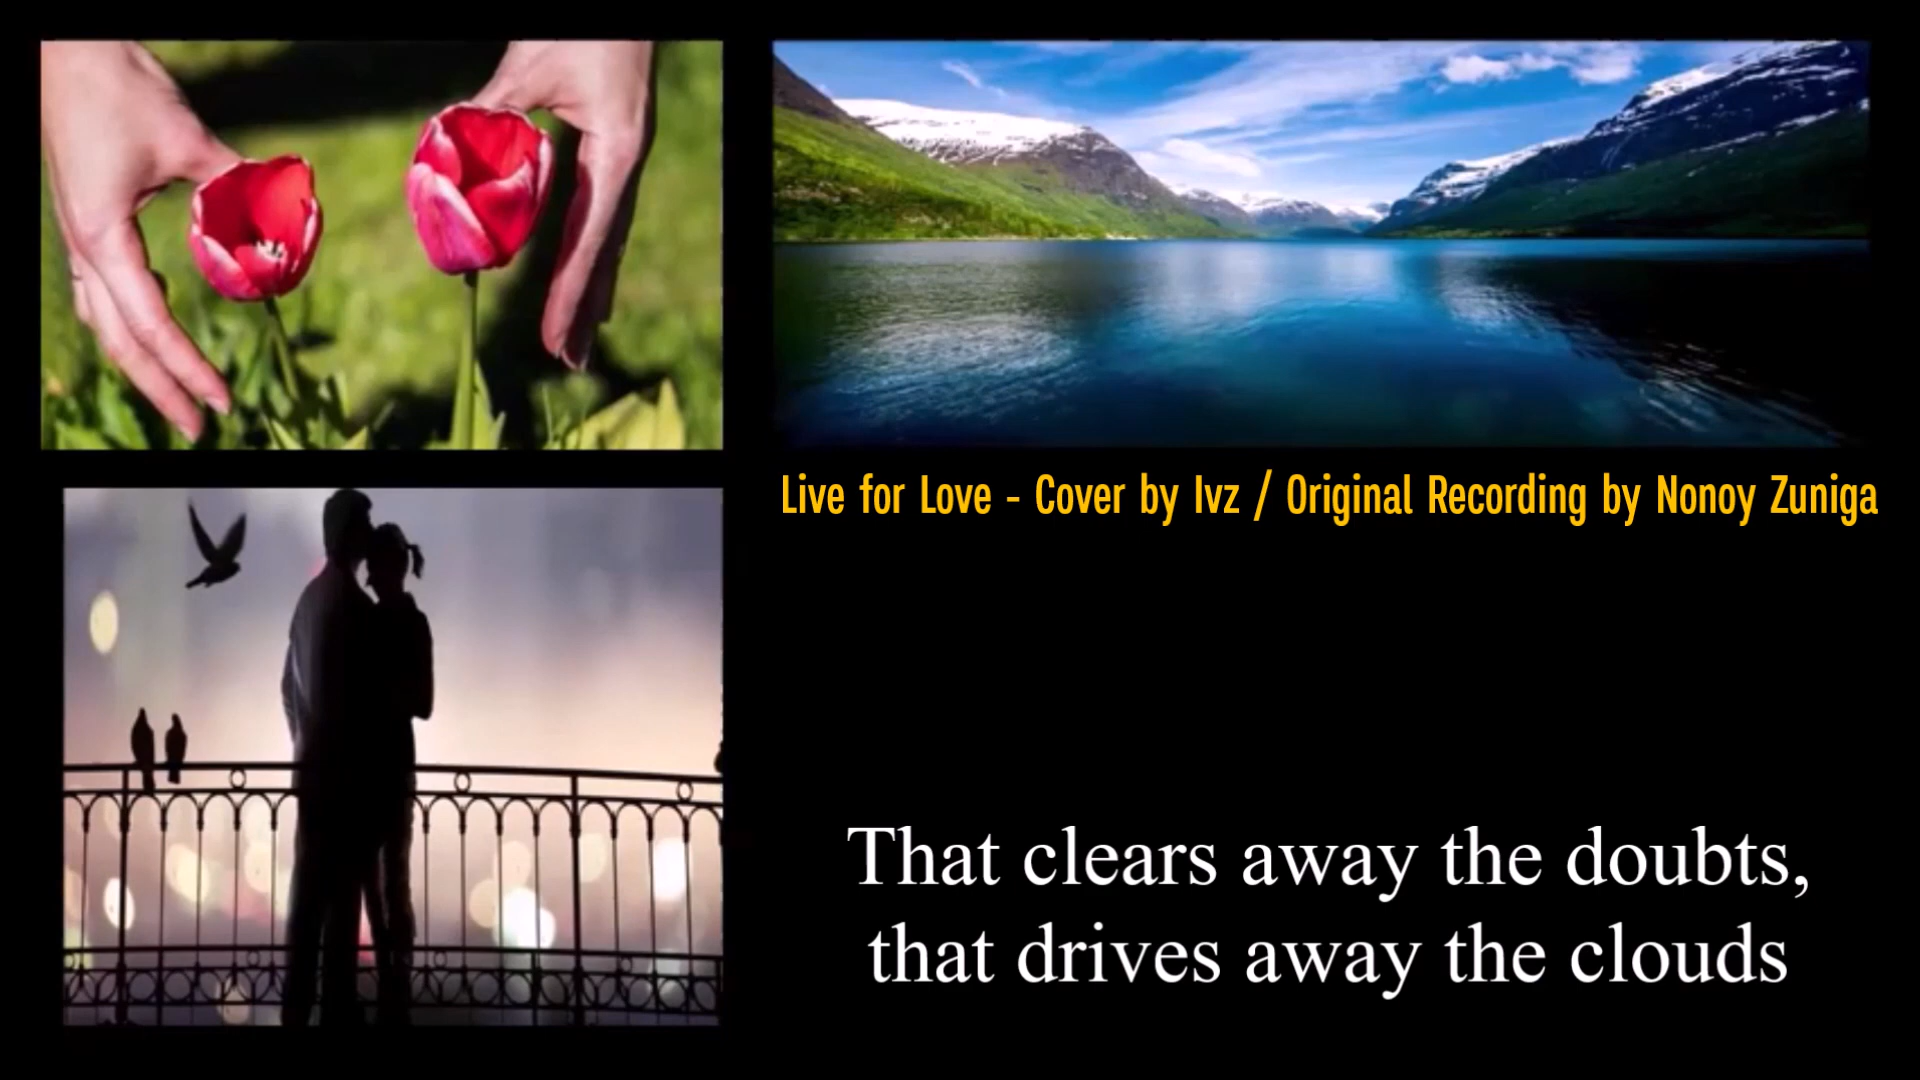 Live for Love - Cover by Ivz / Original Recording by Nonoy Zuniga
That clears away the doubts,
that drives away the clouds